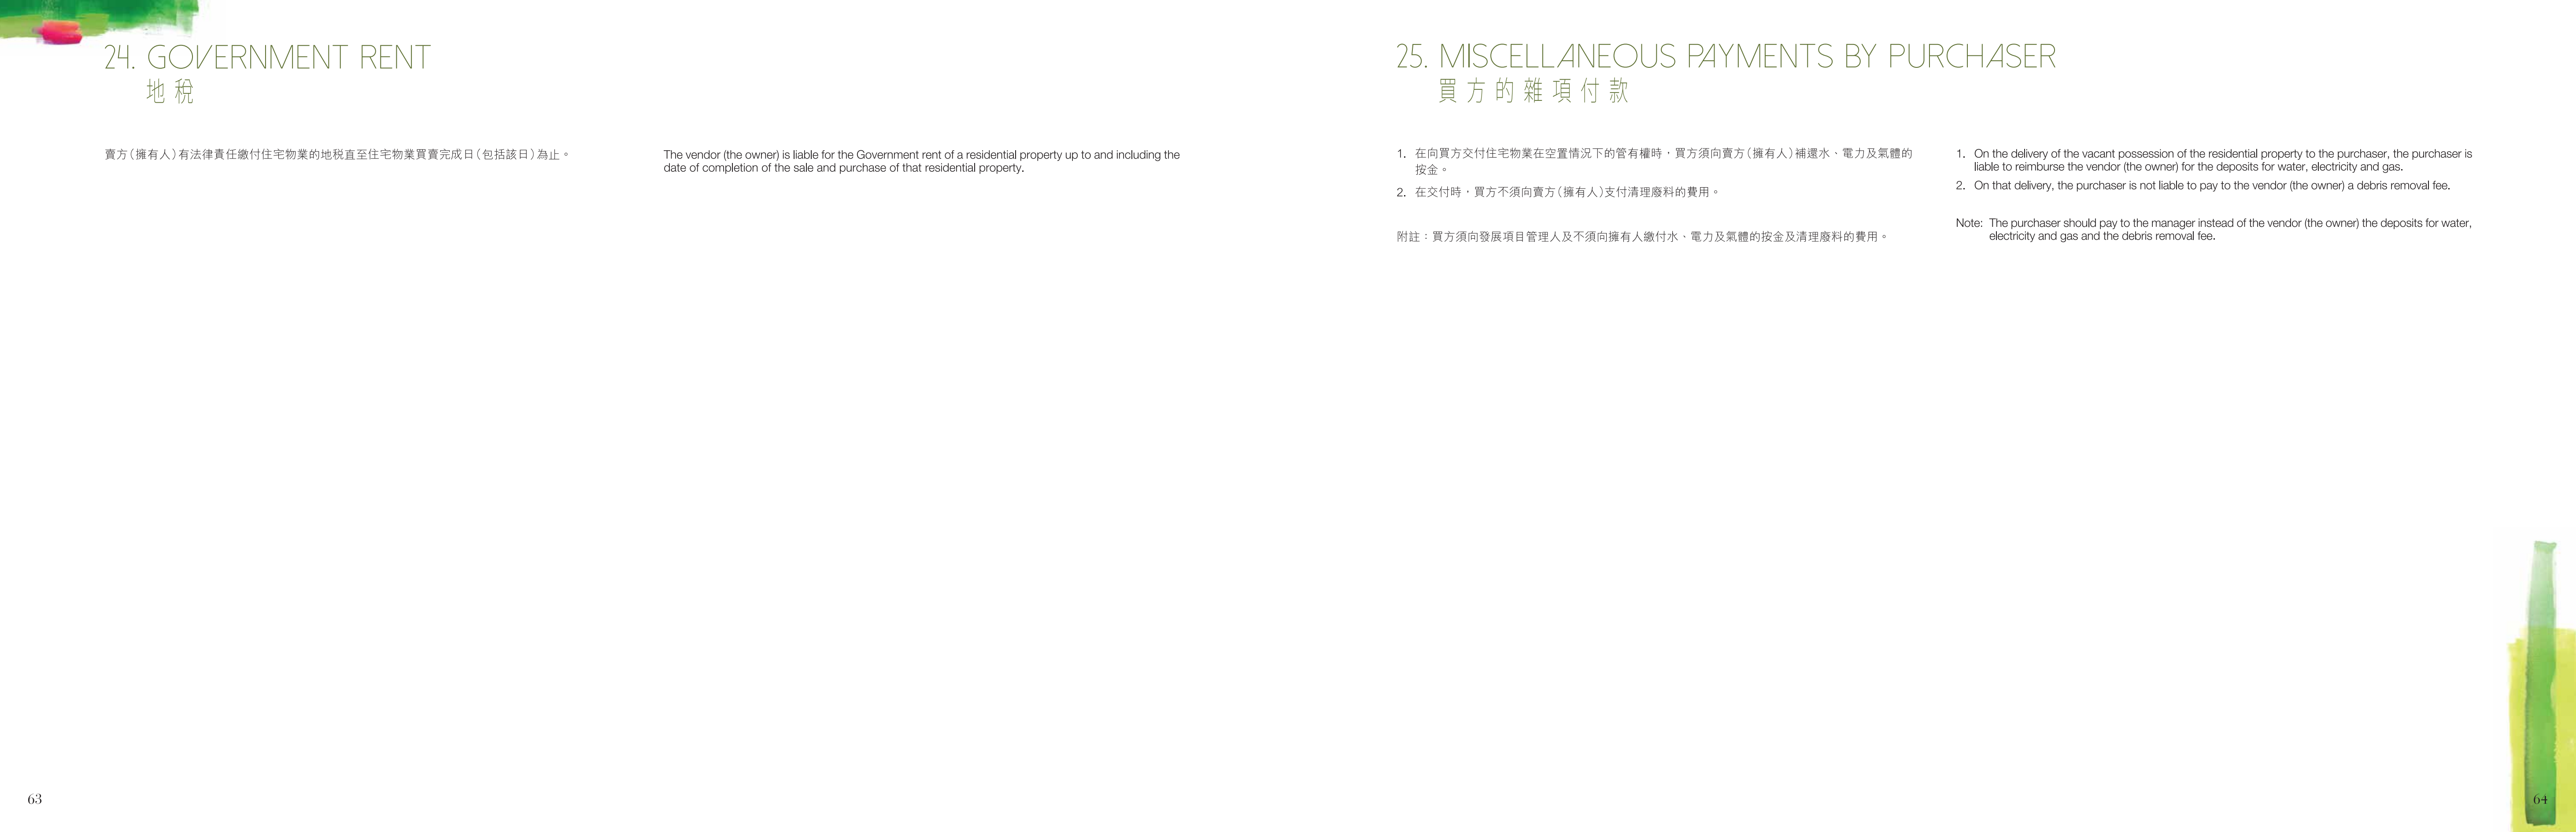 24. GOVERNMENT RENT
地稅
賣方（擁有人）有法律責任繳付住宅物業的地稅直至住宅物業買賣完成日（包括該日）為止。
The vendor (the owner) is liable for the Government rent of a residential property up to and including the
date of completion of the sale and purchase of that residential property.
63
25. MISCELLANEOUS PAYMENTS BY PURCHASER
買方的雜項付款
1. 在向買方交付住宅物業在空置情況下的管有權時，買方須向賣方（擁有人）補還水、電力及氣體的
按金。
2. 在交付時，買方不須向賣方（擁有人）支付清理廢料的費用。
附註：買方須向發展項目管理人及不須向擁有人繳付水、電力及氣體的按金及清理廢料的費用。
1. On the delivery of the vacant possession of the residential property to the purchaser, the purchaser is
liable to reimburse the vendor (the owner) for the deposits for water, electricity and gas.
2. On that delivery, the purchaser is not liable to pay to the vendor (the owner) a debris removal fee.
Note: The purchaser should pay to the manager instead of the vendor (the owner) the deposits for water,
electricity and gas and the debris removal fee.
64